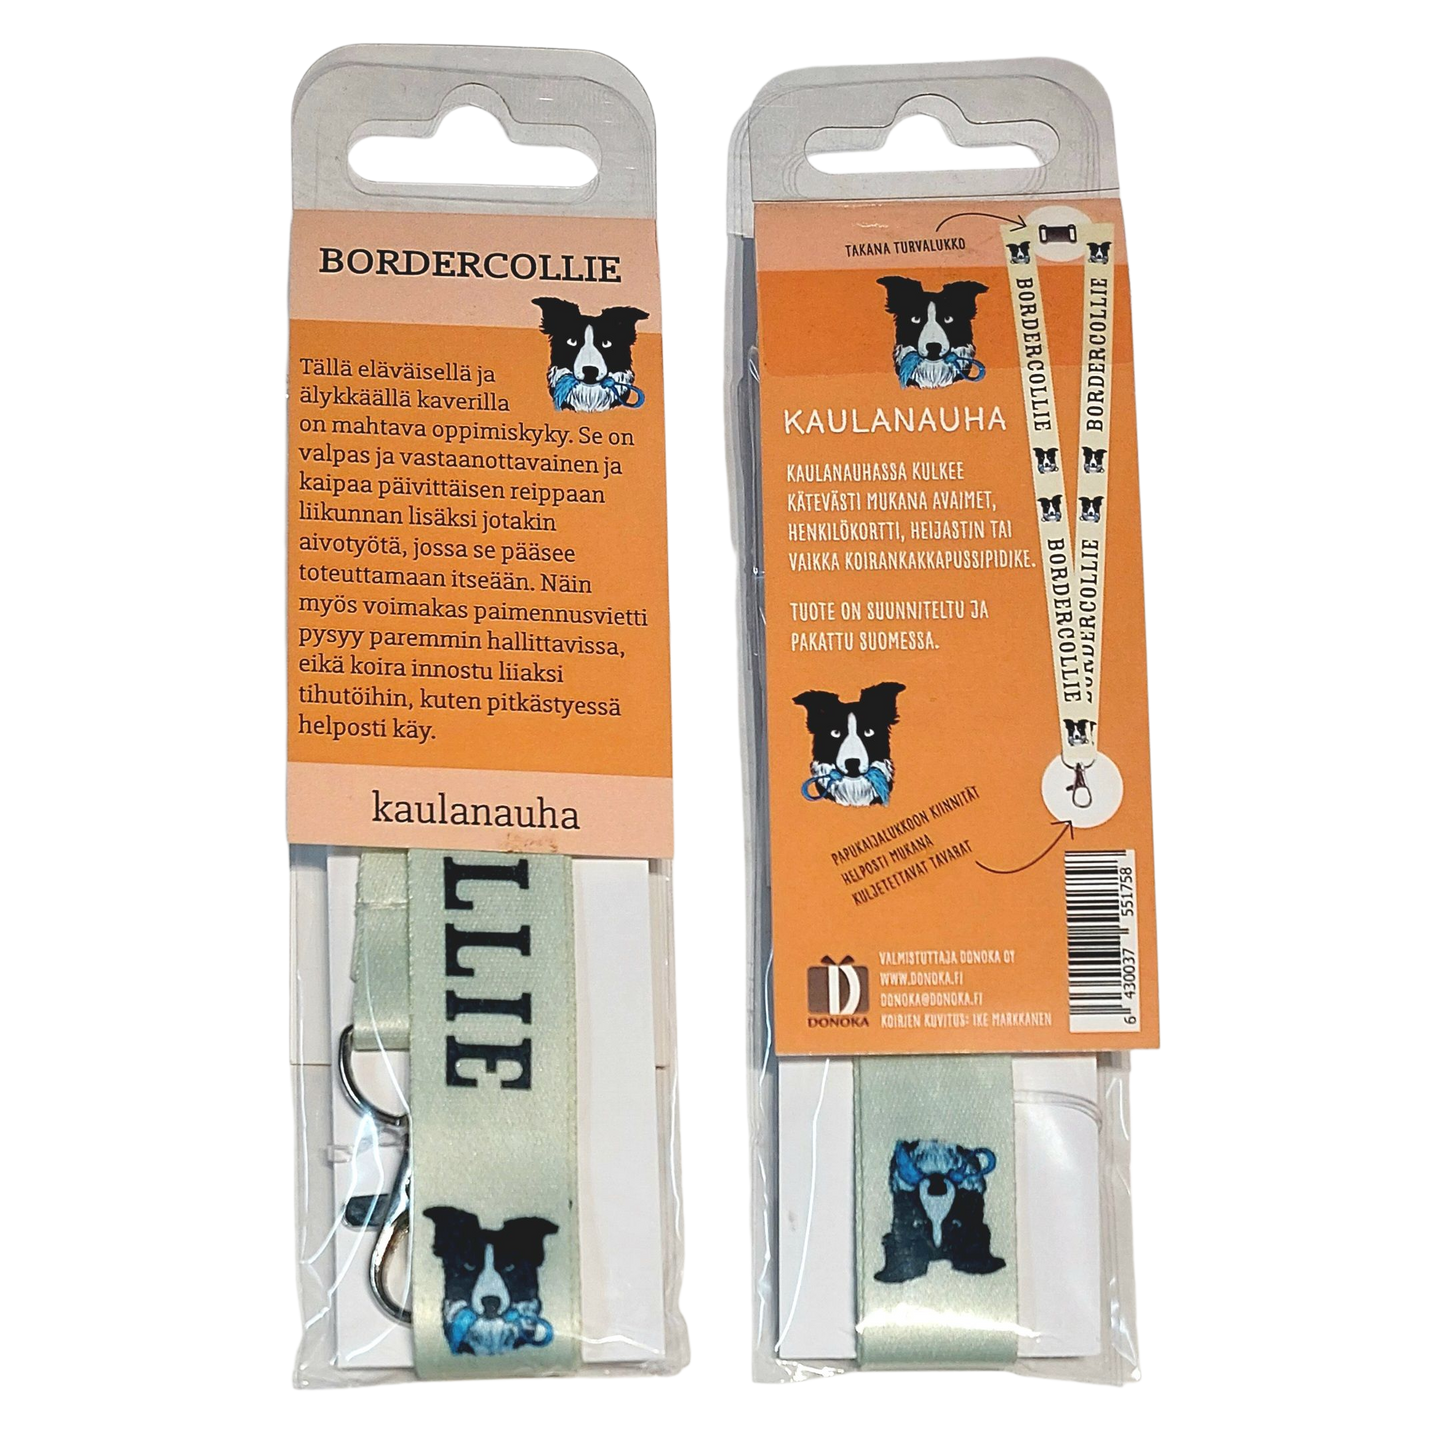 BORDERCOLLIE
Tällä eläväisellä ja
älykkäällä kaverilla
on mahtava oppimiskyky. Se on
valpas ja vastaanottavainen ja
kaipaa päivittäisen reippaan
liikunnan lisäksi jotakin
aivotyötä, jossa se pääsee
toteuttamaan itseään. Näin
myös voimakas paimennusvietti
pysyy paremmin hallittavissa,
eikä koira innostu liiaksi
tihutöihin, kuten pitkästyessä
helposti käy.
kaulanauha
LLIE
TAKANA TURVALUKKO
KAULANAUHA
KAULANAUHASSA KULKEE
KÄTEVÄSTI MUKANA AVAIMET,
HENKILÖKORTTI, HEIJASTIN TAI
VAIKKA KOIRANKAKKAPUSSIPIDIKE.
TUOTE ON SUUNNITELTU JA
PAKATTU SUOMESSA.
BORDERCOLLIE
BORDERCOLLIE
BORDERCOLLIE
BORDERCOLLIE
PAPUKAIJALUKKOON KIINNITÄT
HELPOSTI MUKANA
KULJETETTAVAT TAVARAT
D
DONOKA
VALMISTUTTAJA DONOKA OY
WWW.DONOKA.FI
DONOKA@DONOKA.FI
KOIRIEN KUVITUS: IKE MARKKANEN
6 430037 551758